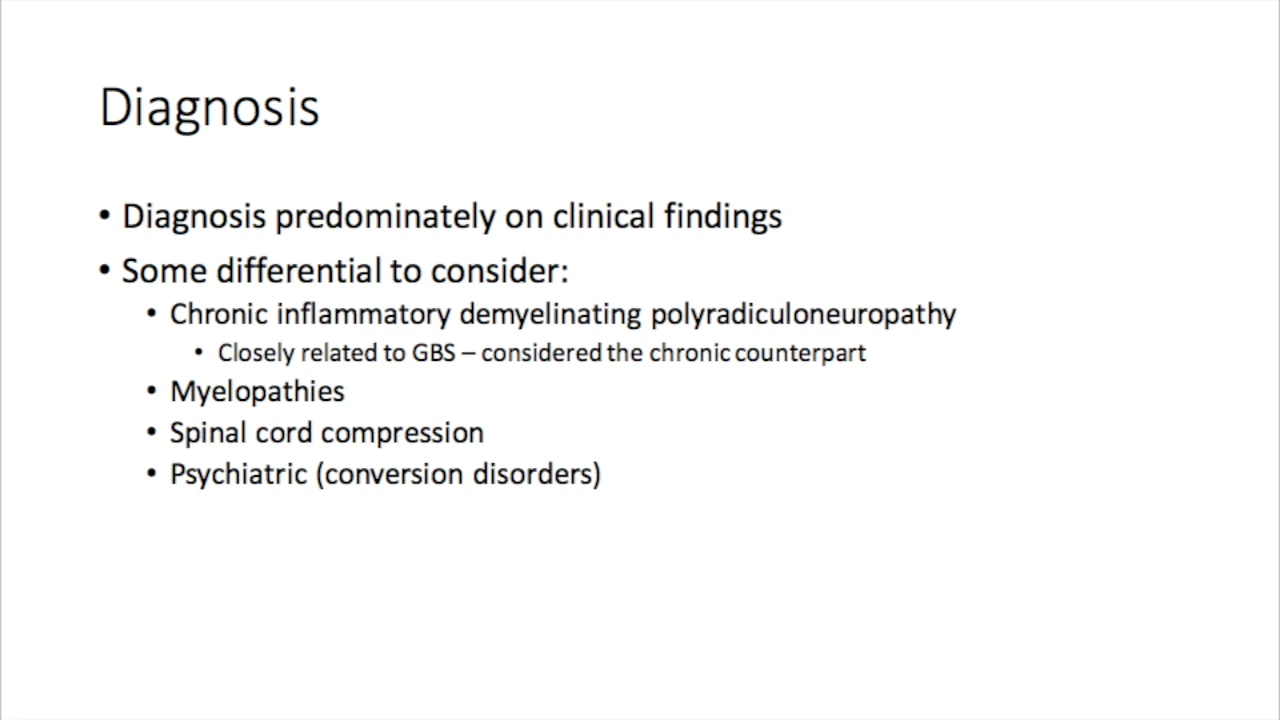 Diagnosis
• Diagnosis predominately on clinical findings
• Some differential to consider:
• Chronic inflammatory demyelinating polyradiculoneuropathy
• Closely related to GBS – considered the chronic counterpart
• Myelopathies
• Spinal cord compression
• Psychiatric (conversion disorders)